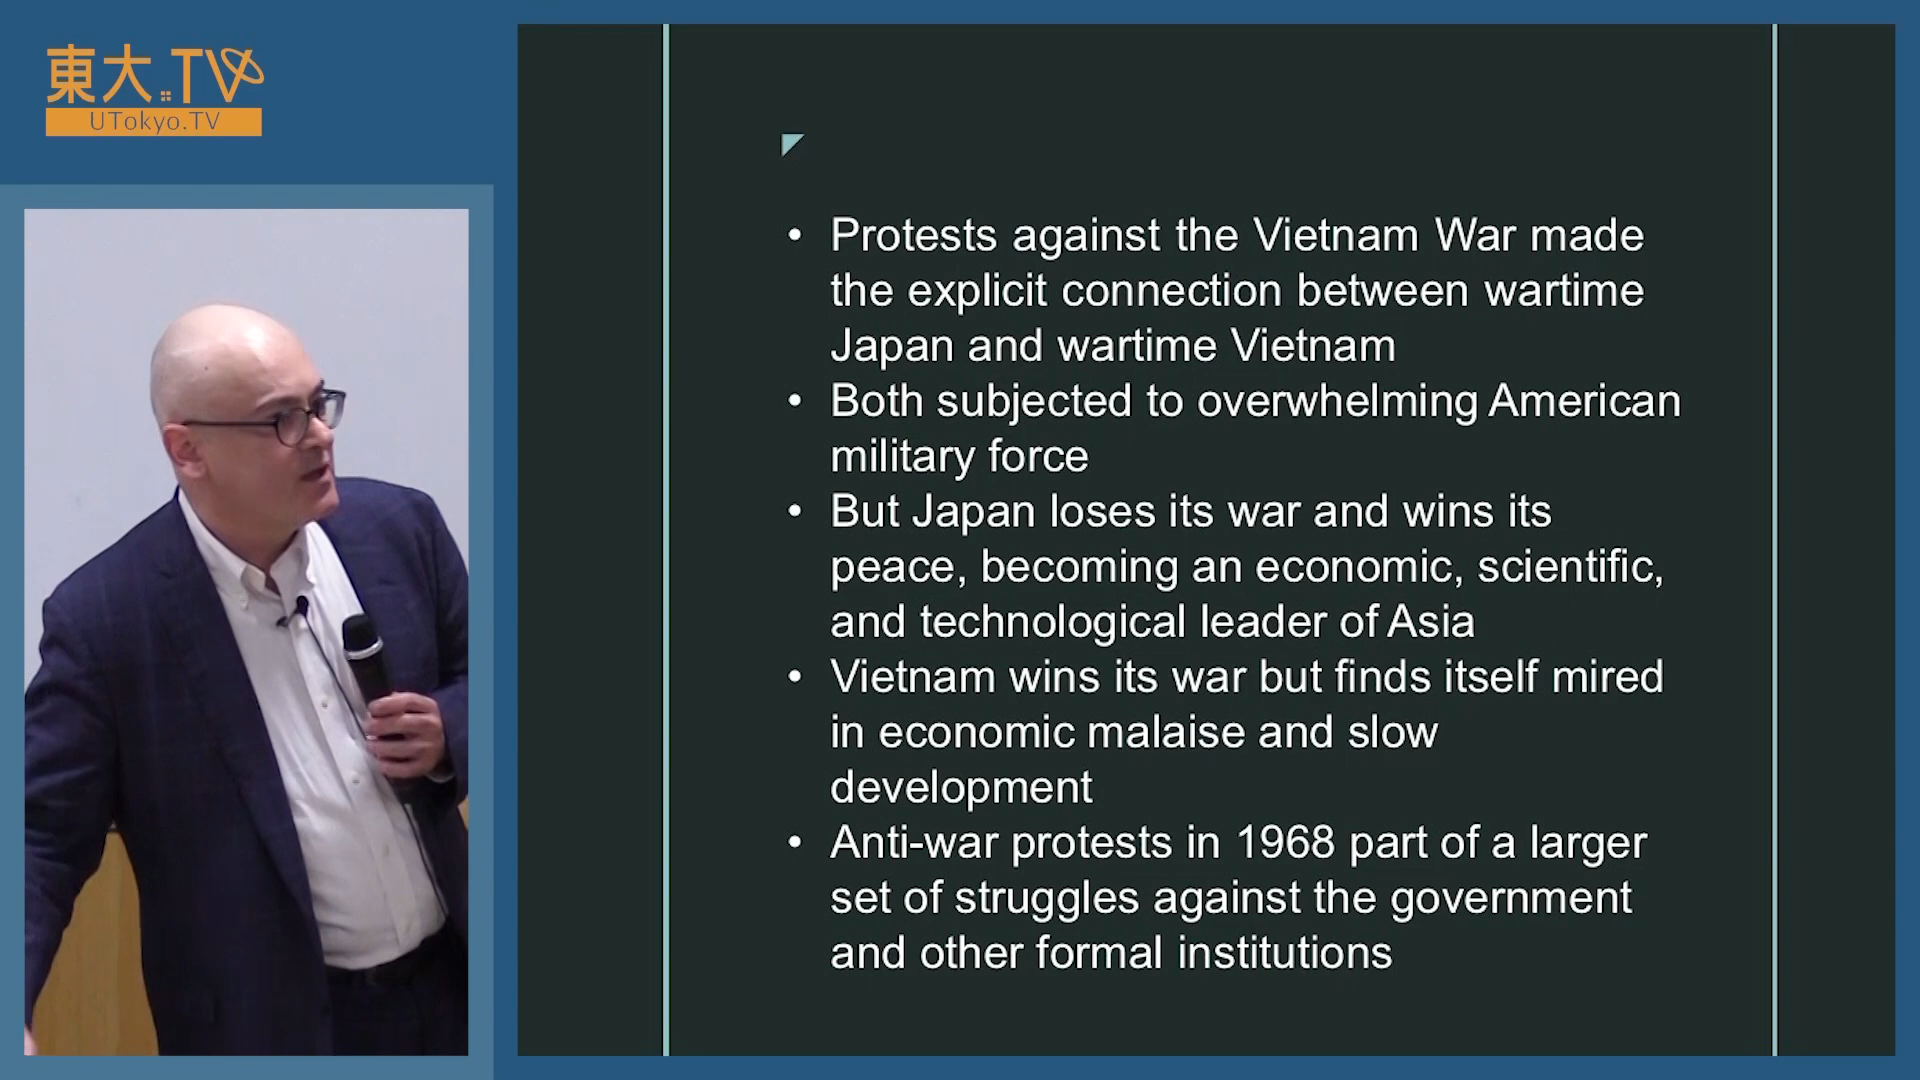 東大.TV
UTokyo.TV
• Protests against the Vietnam War made
the explicit connection between wartime
Japan and wartime Vietnam
• Both subjected to overwhelming American
military force
• But Japan loses its war and wins its
peace, becoming an economic, scientific,
and technological leader of Asia
• Vietnam wins its war but finds itself mired
in economic malaise and slow
development
• Anti-war protests in 1968 part of a larger
set of struggles against the government
and other formal institutions